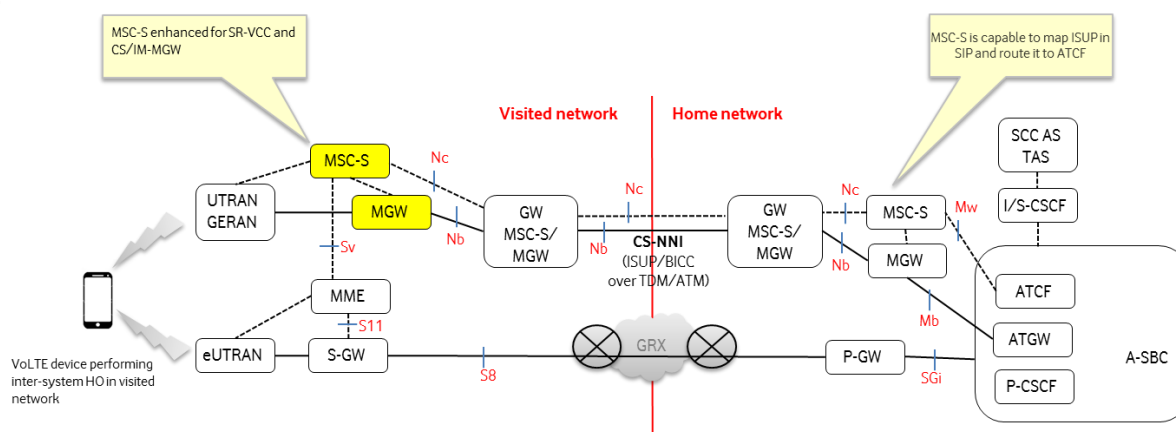 MSC-S enhanced for SR-VCC and
CS/IM-MGW
MSC-S is capable to map ISUP in
SIP and route it to ATCF
Visited network
Home network
SCC AS
TAS
MSC-S
Nc
UTRAN
GERAN
MGW
Nb
Sv
GW
MSC-S/
MGW
Nc
Nb
CS-NNI
(ISUP/BICC
over TDM/ATM)
GW
MSC-S/
MGW
Nc
MSC-S
Mw
I/S-CSCF
Nb
MGW
Mb
MME
S11
ATCF
eUTRAN
S-GW
S8
GRX
P-GW
SGi
ATGW
A-SBC
P-CSCF
VoLTE device performing
inter-system HO in visited
network